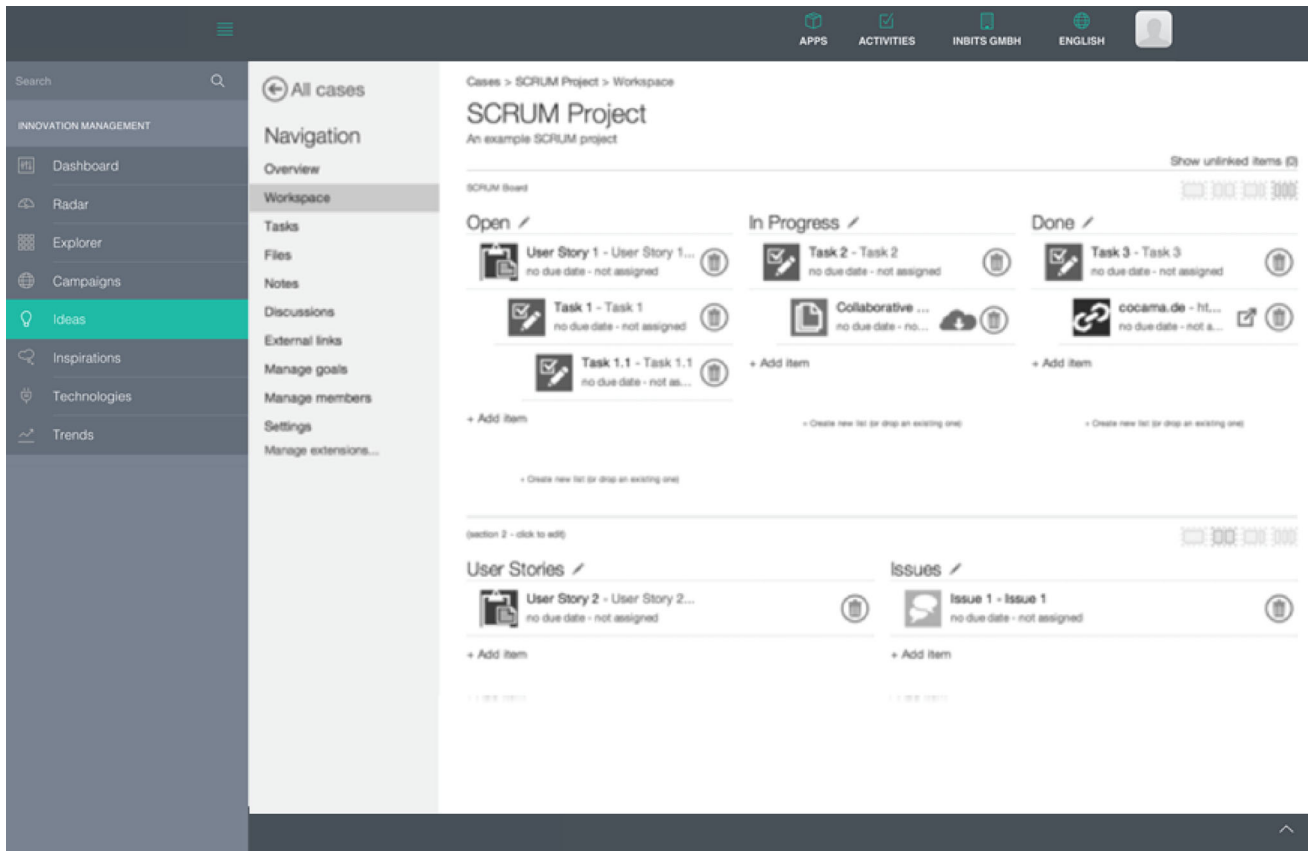 APPS
ACTIVITIES
INBITS GMBH
ENGLISH
Search
INNOVATION MANAGEMENT
Dashboard
Radar
Explorer
Campaigns
Ideas
Inspirations
Technologies
Trends
All cases
Navigation
Overview
Workspace
Tasks
Files
Notes
Discussions
External links
Manage goals
Manage members
Settings
Manage extensions...
Cases > SCRUM Project > Workspace
SCRUM Project
An example SCRUM project
Show unlinked items (0)
SCRUM Board
Open
User Story 1 - User Story 1...
no due date - not assigned
Task 1 - Task 1
no due date - not assigned
Task 1.1 - Task 1.1
no due date - not as...
+ Add item
+ Create new list (or drop an existing one)
In Progress
Task 2 - Task 2
no due date - not assigned
Collaborative ...
no due date - no...
+ Add item
+ Create new list (or drop an existing one)
Done
Task 3 - Task 3
no due date - not assigned
cocama.de - ht...
no due date - not a...
+ Add item
+ Create new list (or drop an existing one)
(section 2 - click to edit)
User Stories
User Story 2 - User Story 2...
no due date - not assigned
+ Add item
Issues
Issue 1 - Issue 1
no due date - not assigned
+ Add item